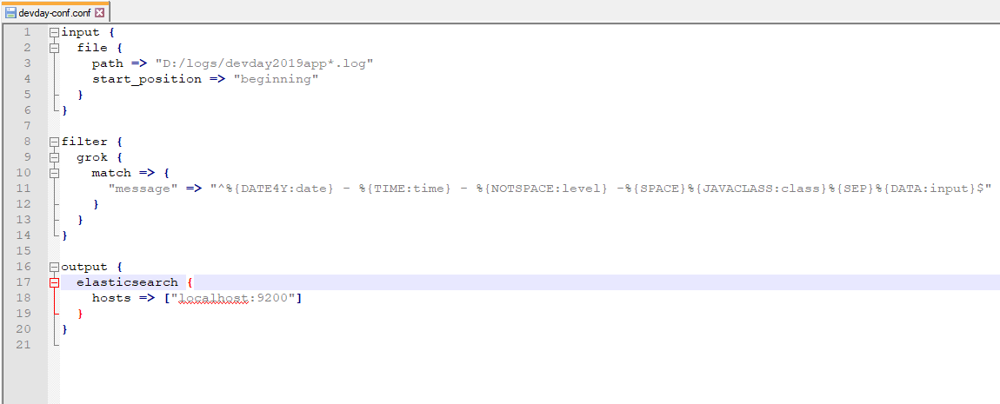 devday-conf.conf
1 input {
2   file {
3     path => "D:/logs/devday2019app*.log"
4     start_position => "beginning"
5   }
6 }
7
8 filter {
9   grok {
10     match => {
11       "message" => "^%{DATE4Y:date} - %{TIME:time} - %{NOTSPACE:level} -%{SPACE}%{JAVACLASS:class}%{SEP}%{DATA:input}$"
12     }
13   }
14 }
15
16 output {
17   elasticsearch {
18     hosts => ["localhost:9200"]
19   }
20 }
21